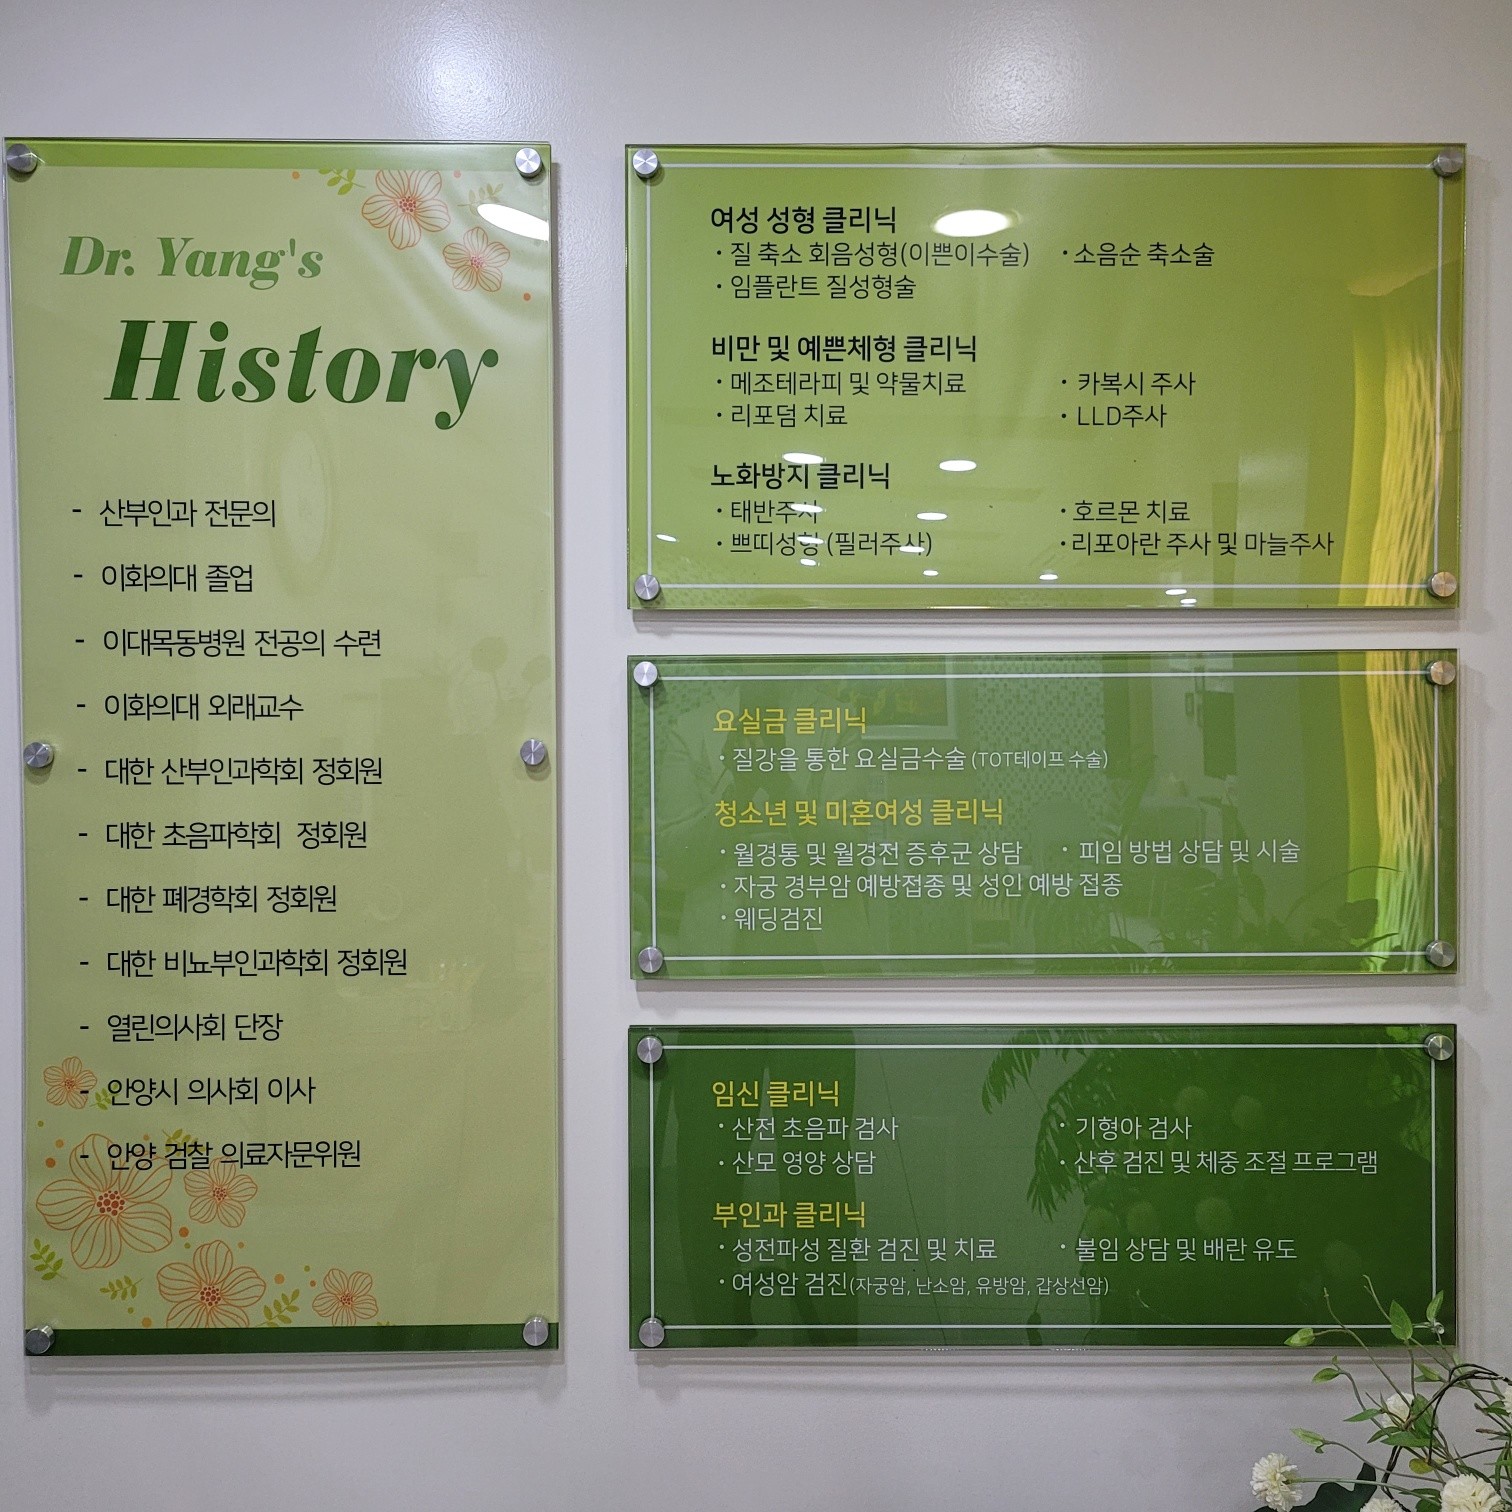 Dr. Yang's
History
- 산부인과 전문의
- 이화의대 졸업
- 이대목동병원 전공의 수련
- 이화의대 외래교수
- 대한 산부인과학회 정회원
- 대한 초음파학회 정회원
- 대한 폐경학회 정회원
- 대한 비뇨부인과학회 정회원
- 열린의사회 단장
- 안양시 의사회 이사
- 안양 검찰 의료자문위원
여성 성형 클리닉
· 질 축소 회음성형(이쁜이수술) · 소음순 축소술
· 임플란트 질성형술
비만 및 예쁜체형 클리닉
· 메조테라피 및 약물치료 · 카복시 주사
· 리포덤 치료 · LLD주사
노화방지 클리닉
· 태반주사 · 호르몬 치료
· 쁘띠성형 (필러주사) · 리포아란 주사 및 마늘주사
요실금 클리닉
· 질강을 통한 요실금수술 (TOT테이프 수술)
청소년 및 미혼여성 클리닉
· 월경통 및 월경전 증후군 상담 · 피임 방법 상담 및 시술
· 자궁 경부암 예방접종 및 성인 예방 접종
· 웨딩검진
임신 클리닉
· 산전 초음파 검사 · 기형아 검사
· 산모 영양 상담 · 산후 검진 및 체중 조절 프로그램
부인과 클리닉
· 성전파성 질환 검진 및 치료 · 불임 상담 및 배란 유도
· 여성암 검진(자궁암, 난소암, 유방암, 갑상선암)